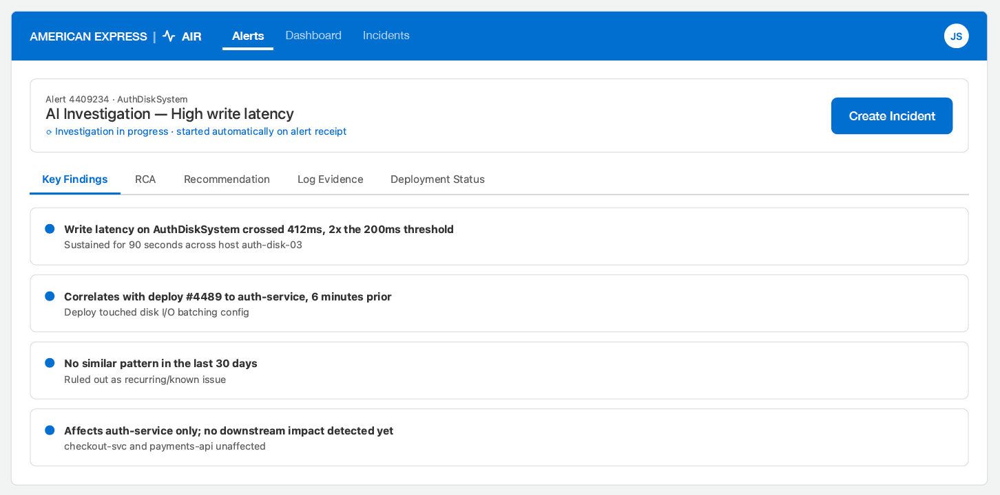 AMERICAN EXPRESS | AIR Alerts Dashboard Incidents JS
Alert 4409234 · AuthDiskSystem
AI Investigation — High write latency
⟳ Investigation in progress · started automatically on alert receipt
Create Incident
Key Findings RCA Recommendation Log Evidence Deployment Status
Write latency on AuthDiskSystem crossed 412ms, 2x the 200ms threshold
Sustained for 90 seconds across host auth-disk-03
Correlates with deploy #4489 to auth-service, 6 minutes prior
Deploy touched disk I/O batching config
No similar pattern in the last 30 days
Ruled out as recurring/known issue
Affects auth-service only; no downstream impact detected yet
checkout-svc and payments-api unaffected